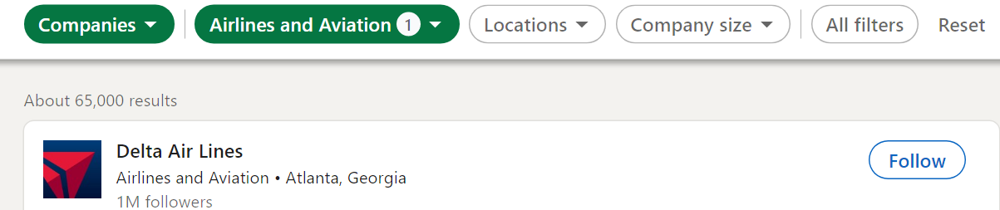 Companies Airlines and Aviation 1 Locations Company size All filters Reset
About 65,000 results
Delta Air Lines
Airlines and Aviation • Atlanta, Georgia
Follow
1M followers